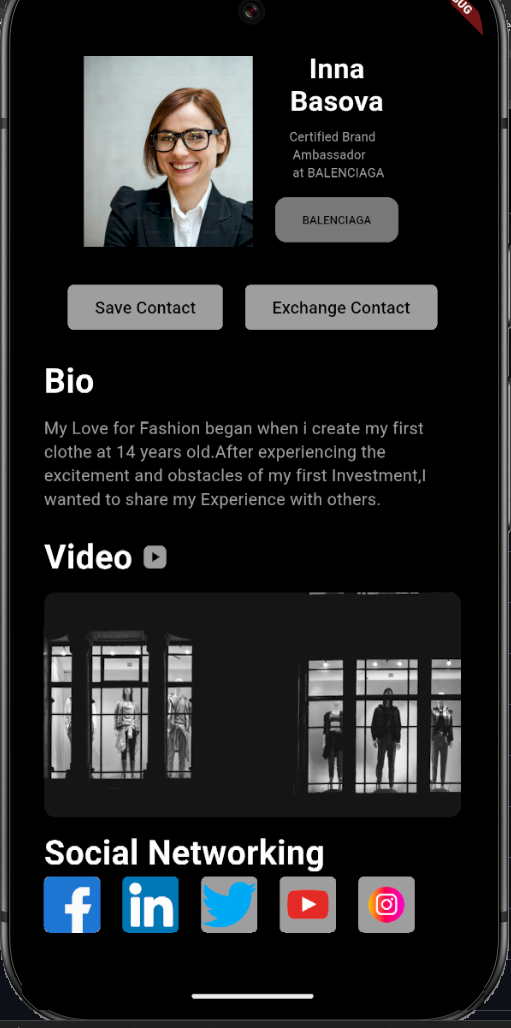 Inna
Basova
Certified Brand
Ambassador
at BALENCIAGA
BALENCIAGA
Save Contact
Exchange Contact
Bio
My Love for Fashion began when i create my first
clothe at 14 years old.After experiencing the
excitement and obstacles of my first Investment,I
wanted to share my Experience with others.
Video
Social Networking
in